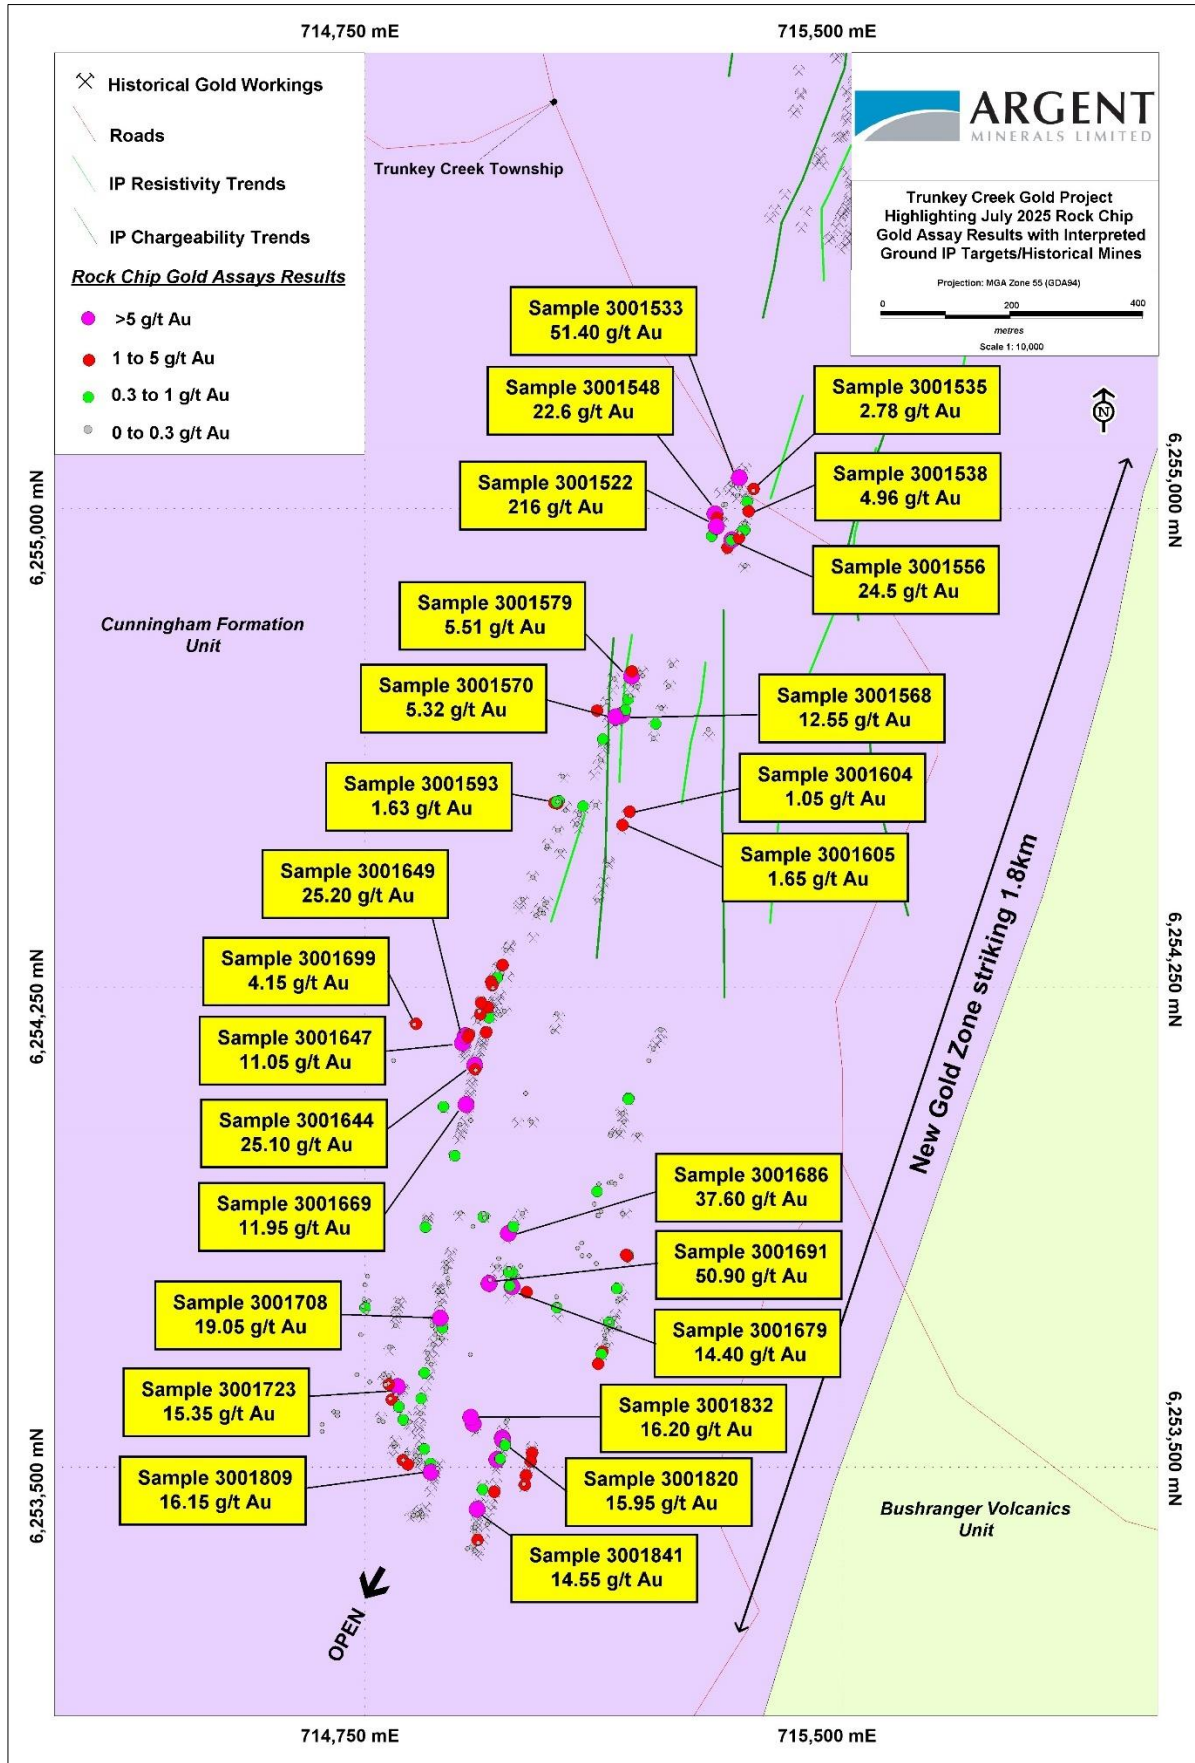 714,750 mE
715,500 mE
Historical Gold Workings
Roads
IP Resistivity Trends
IP Chargeability Trends
Rock Chip Gold Assays Results
>5 g/t Au
1 to 5 g/t Au
0.3 to 1 g/t Au
0 to 0.3 g/t Au
Trunkey Creek Township
ARGENT
MINERALS LIMITED
Trunkey Creek Gold Project
Highlighting July 2025 Rock Chip
Gold Assay Results with Interpreted
Ground IP Targets/Historical Mines
Projection: MGA Zone 55 (GDA94)
0
200
400
metres
Scale 1: 10,000
N
Sample 3001533
51.40 g/t Au
Sample 3001548
22.6 g/t Au
Sample 3001535
2.78 g/t Au
Sample 3001522
216 g/t Au
Sample 3001538
4.96 g/t Au
6,255,000 mN
6,255,000 mN
Sample 3001556
24.5 g/t Au
Cunningham Formation
Unit
Sample 3001579
5.51 g/t Au
Sample 3001570
5.32 g/t Au
Sample 3001568
12.55 g/t Au
Sample 3001593
1.63 g/t Au
Sample 3001604
1.05 g/t Au
Sample 3001605
1.65 g/t Au
Sample 3001649
25.20 g/t Au
New Gold Zone striking 1.8km
Sample 3001699
4.15 g/t Au
6,254,250 mN
6,254,250 mN
Sample 3001647
11.05 g/t Au
Sample 3001644
25.10 g/t Au
Sample 3001669
11.95 g/t Au
Sample 3001686
37.60 g/t Au
Sample 3001691
50.90 g/t Au
Sample 3001708
19.05 g/t Au
Sample 3001679
14.40 g/t Au
Sample 3001723
15.35 g/t Au
Sample 3001832
16.20 g/t Au
6,253,500 mN
6,253,500 mN
Sample 3001809
16.15 g/t Au
Sample 3001820
15.95 g/t Au
Bushranger Volcanics
Unit
Sample 3001841
14.55 g/t Au
OPEN
714,750 mE
715,500 mE